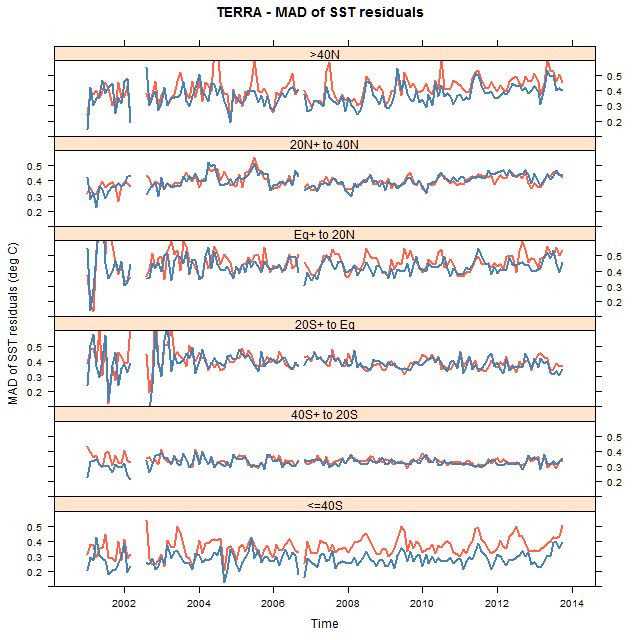 TERRA - MAD of SST residuals
>40N
0.5
0.4
0.3
0.2
20N+ to 40N
0.5
0.4
0.3
0.2
Eq+ to 20N
0.5
0.4
0.3
0.2
20S+ to Eq
0.5
0.4
0.3
0.2
40S+ to 20S
0.5
0.4
0.3
0.2
<=40S
0.5
0.4
0.3
0.2
MAD of SST residuals (deg C)
2002 2004 2006 2008 2010 2012 2014
Time